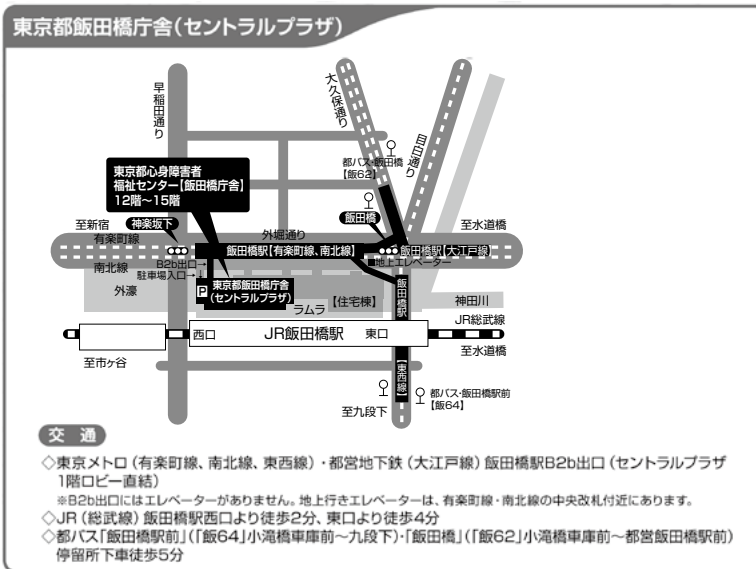 東京都飯田橋庁舎(セントラルプラザ)
早稲田通り
大久保通り
目白通り
都バス・飯田橋
【飯62】
東京都心身障害者
福祉センター【飯田橋庁舎】
12階～15階
至新宿
神楽坂下
飯田橋
外堀通り
至水道橋
有楽町線
飯田橋駅【有楽町線、南北線】
飯田橋駅【大江戸線】
南北線
B2b出口→
■地上エレベーター
駐車場入口→↓
外濠
P
東京都飯田橋庁舎
(セントラルプラザ)
ラムラ
【住宅棟】
飯田橋駅
【東西線】
神田川
JR総武線
西口
JR飯田橋駅
東口
至市ヶ谷
至水道橋
都バス・飯田橋駅前
【飯64】
至九段下
交 通
◇東京メトロ(有楽町線、南北線、東西線)・都営地下鉄(大江戸線)飯田橋駅B2b出口(セントラルプラザ
1階ロビー直結)
※B2b出口にはエレベーターがありません。地上行きエレベーターは、有楽町線・南北線の中央改札付近にあります。
◇JR(総武線)飯田橋駅西口より徒歩2分、東口より徒歩4分
◇都バス「飯田橋駅前」(「飯64」小滝橋車庫前～九段下)・「飯田橋」(「飯62」小滝橋車庫前～都営飯田橋駅前)
停留所下車徒歩5分